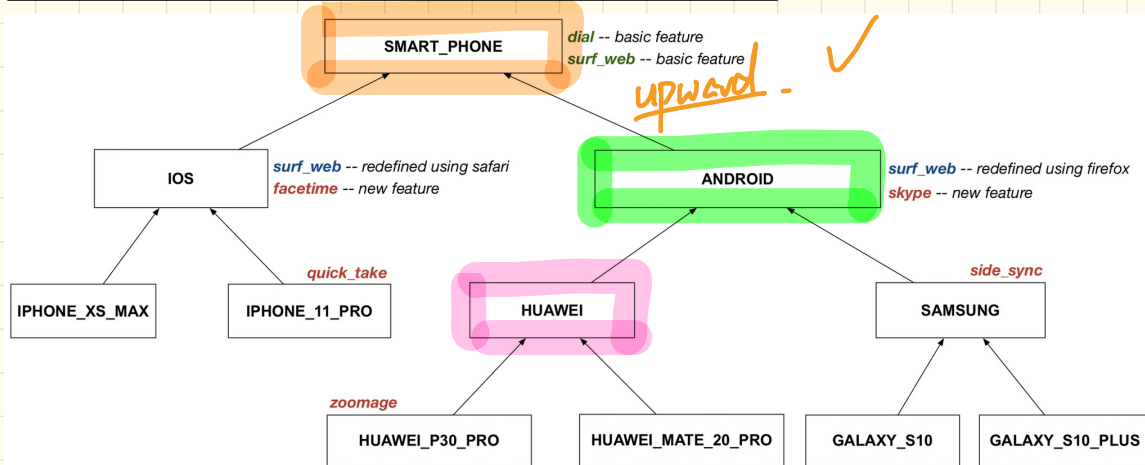 SMART_PHONE
dial -- basic feature
surf_web -- basic feature
upward -
IOS
surf_web -- redefined using safari
facetime -- new feature
ANDROID
surf_web -- redefined using firefox
skype -- new feature
quick_take
side_sync
IPHONE_XS_MAX
IPHONE_11_PRO
HUAWEI
SAMSUNG
zoomage
HUAWEI_P30_PRO
HUAWEI_MATE_20_PRO
GALAXY_S10
GALAXY_S10_PLUS